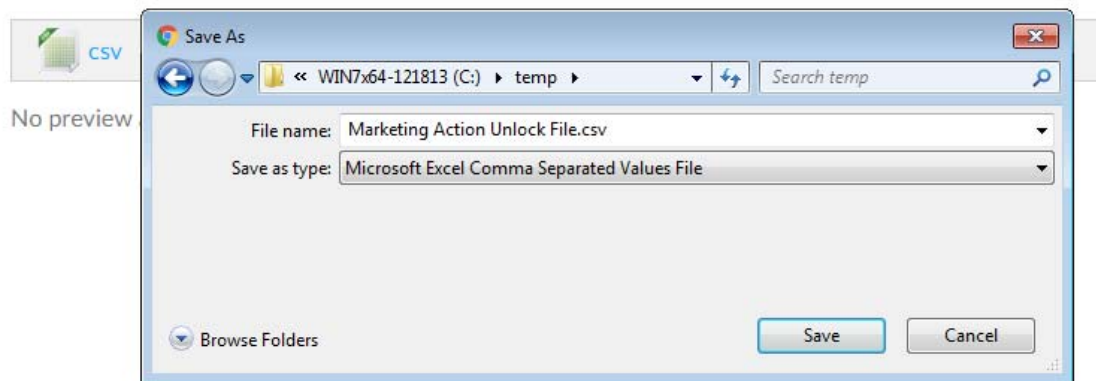 Save As
csv
« WIN7x64-121813 (C:) temp
Search temp
No preview
File name: Marketing Action Unlock File.csv
Save as type: Microsoft Excel Comma Separated Values File
Browse Folders
Save
Cancel